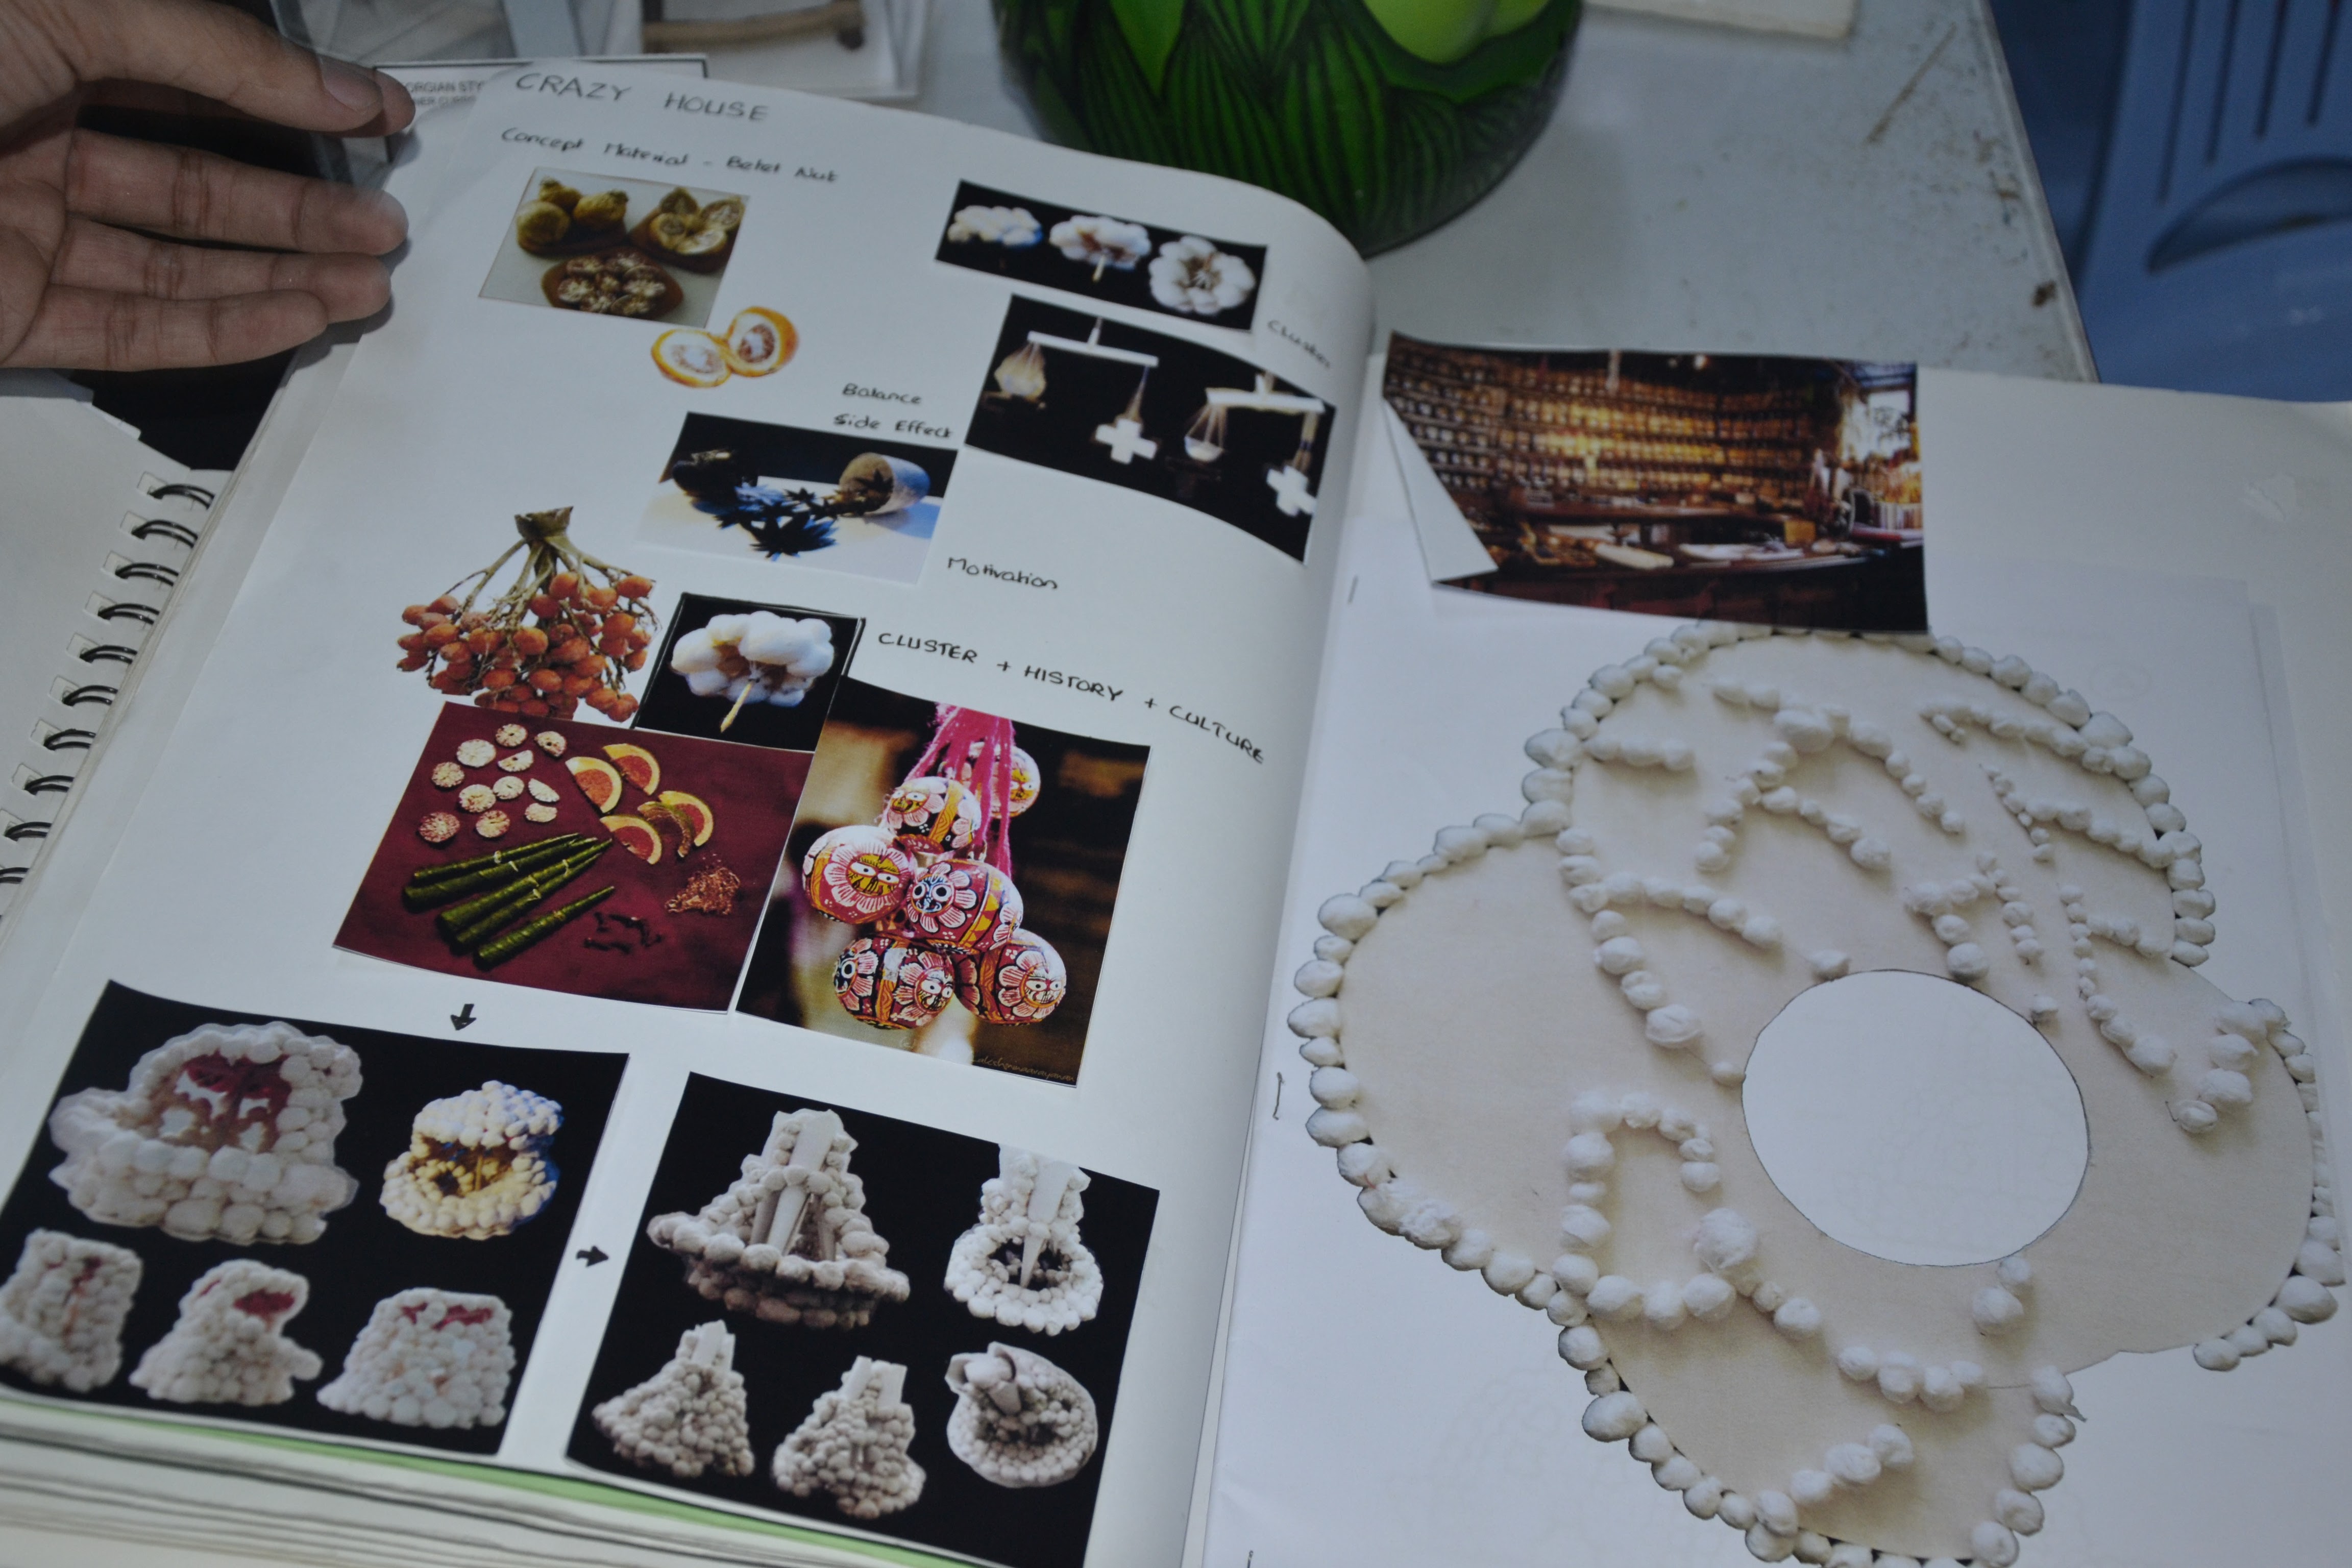 CRAZY HOUSE
Concept Material - Betel Nut
Cluster
Balance
Side Effect
Motivation
CLUSTER + HISTORY + CULTURE